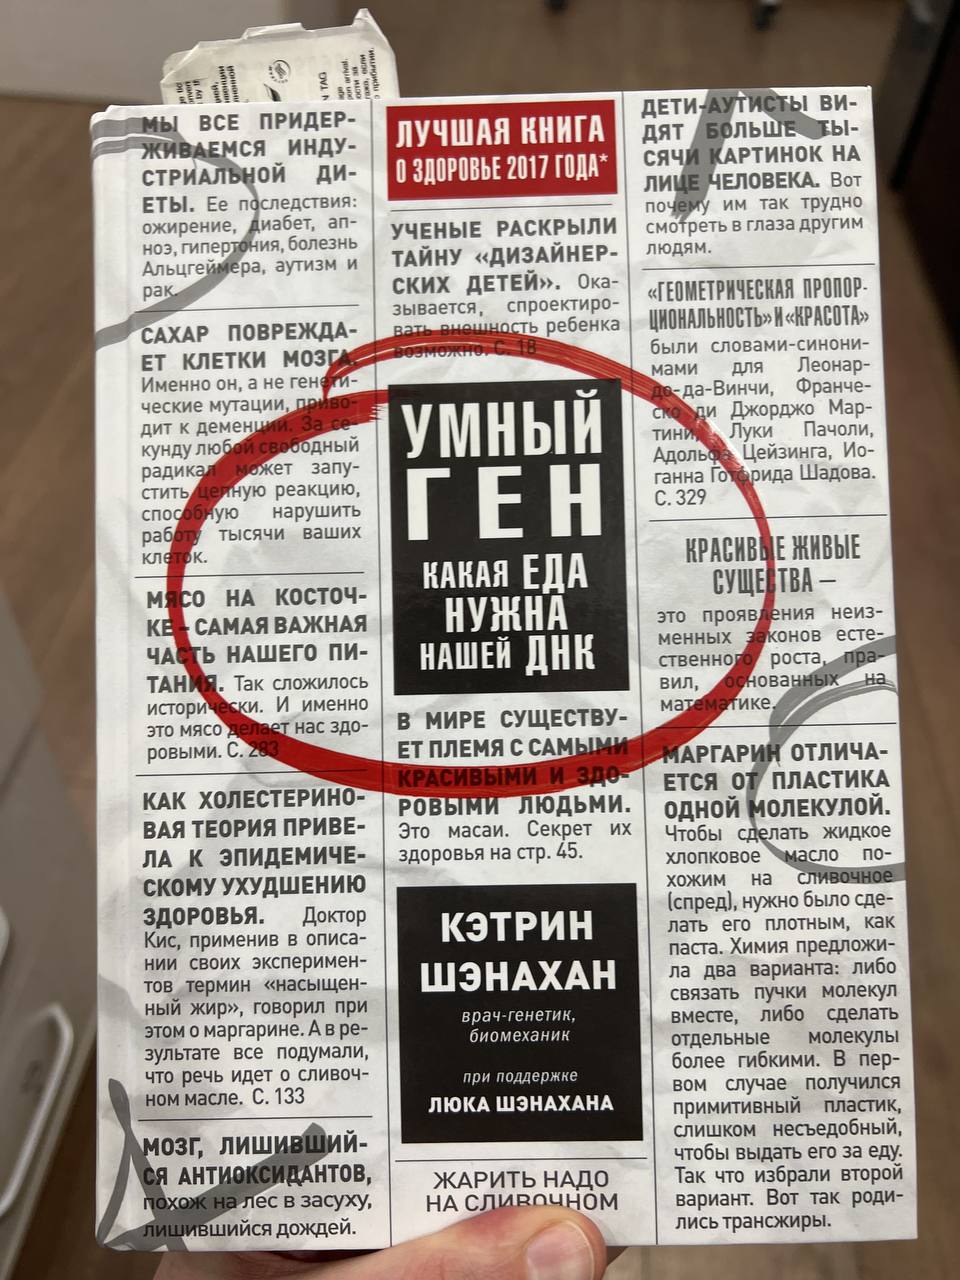 МЫ ВСЕ ПРИДЕР-
ЖИВАЕМСЯ ИНДУ-
СТРИАЛЬНОЙ ДИ-
ЕТЫ. Ее последствия:
ожирение, диабет, ап-
ноэ, гипертония, болезнь
Альцгеймера, аутизм и
рак.
САХАР ПОВРЕЖДА-
ЕТ КЛЕТКИ МОЗГА.
Именно он, а не генети-
ческие мутации, приво-
дит к деменции. За се-
кунду любой свободный
радикал может запу-
стить цепную реакцию,
способную нарушить
работу тысячи ваших
клеток.
МЯСО НА КОСТОЧ-
КЕ - САМАЯ ВАЖНАЯ
ЧАСТЬ НАШЕГО ПИ-
ТАНИЯ. Так сложилось
исторически. И именно
это мясо делает нас здо-
ровыми. С. 283
КАК ХОЛЕСТЕРИНО-
ВАЯ ТЕОРИЯ ПРИВЕ-
ЛА К ЭПИДЕМИЧЕ-
СКОМУ УХУДШЕНИЮ
ЗДОРОВЬЯ. Доктор
Кис, применив в описа-
нии своих эксперимен-
тов термин «насыщен-
ный жир», говорил при
этом о маргарине. А в ре-
зультате все подумали,
что речь идет о сливоч-
ном масле. С. 133
МОЗГ, ЛИШИВШИЙ-
СЯ АНТИОКСИДАНТОВ,
похож на лес в засуху,
лишившийся дождей.
ЛУЧШАЯ КНИГА
О ЗДОРОВЬЕ 2017 ГОДА*
УЧЕНЫЕ РАСКРЫЛИ
ТАЙНУ «ДИЗАЙНЕР-
СКИХ ДЕТЕЙ». Ока-
зывается, спроектиро-
вать внешность ребенка
возможно. С. 18
УМНЫЙ
ГЕН
КАКАЯ ЕДА
НУЖНА
НАШЕЙ ДНК
В МИРЕ СУЩЕСТВУ-
ЕТ ПЛЕМЯ С САМЫМИ
КРАСИВЫМИ И ЗДО-
РОВЫМИ ЛЮДЬМИ.
Это масаи. Секрет их
здоровья на стр. 45.
КЭТРИН
ШЭНАХАН
врач-генетик,
биомеханик
при поддержке
ЛЮКА ШЭНАХАНА
ЖАРИТЬ НАДО
НА СЛИВОЧНОМ
ДЕТИ-АУТИСТЫ ВИ-
ДЯТ БОЛЬШЕ ТЫ-
СЯЧИ КАРТИНОК НА
ЛИЦЕ ЧЕЛОВЕКА. Вот
почему им так трудно
смотреть в глаза другим
людям.
«ГЕОМЕТРИЧЕСКАЯ ПРОПОР-
ЦИОНАЛЬНОСТЬ» И «КРАСОТА»
были словами-синони-
мами для Леонар-
до-да-Винчи, Франче-
ско ди Джорджо Мар-
тини, Луки Пачоли,
Адольфа Цейзинга, Ио-
ганна Готфрида Шадова.
С. 329
КРАСИВЫЕ ЖИВЫЕ
СУЩЕСТВА –
это проявления неиз-
менных законов есте-
ственного роста, пра-
вил, основанных на
математике.
МАРГАРИН ОТЛИЧА-
ЕТСЯ ОТ ПЛАСТИКА
ОДНОЙ МОЛЕКУЛОЙ.
Чтобы сделать жидкое
хлопковое масло по-
хожим на сливочное
(спред), нужно было сде-
лать его плотным, как
паста. Химия предложи-
ла два варианта: либо
связать пучки молекул
вместе, либо сделать
отдельные молекулы
более гибкими. В пер-
вом случае получился
примитивный пластик,
слишком несъедобный,
чтобы выдать его за еду.
Так что избрали второй
вариант. Вот так роди-
лись трансжиры.